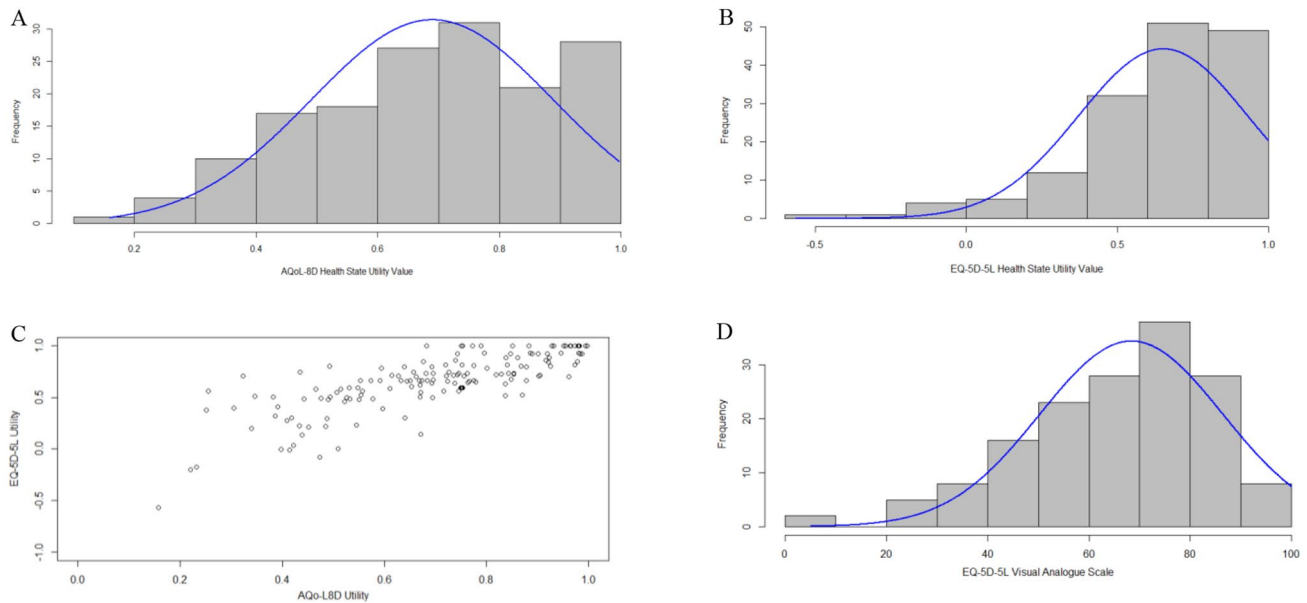 A
Frequency
0 5 10 15 20 25 30
0.2 0.4 0.6 0.8 1.0
AQoL-8D Health State Utility Value
B
Frequency
0 10 20 30 40 50
-0.5 0.0 0.5 1.0
EQ-5D-5L Health State Utility Value
C
EQ-5D-5L Utility
-1.0 -0.5 0.0 0.5 1.0
0.0 0.2 0.4 0.6 0.8 1.0
AQo-L8D Utility
D
Frequency
0 10 20 30
0 20 40 60 80 100
EQ-5D-5L Visual Analogue Scale